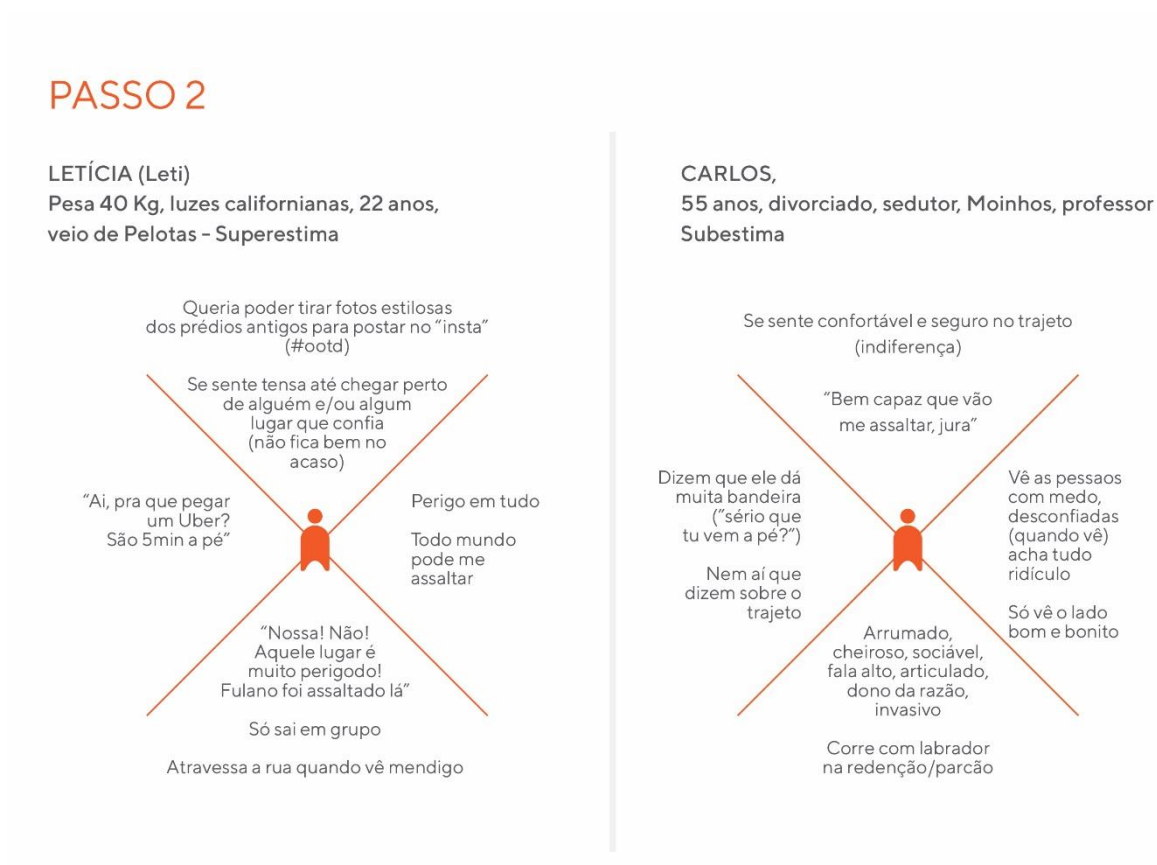 PASSO 2
LETÍCIA (Leti)
Pesa 40 Kg, luzes californianas, 22 anos,
veio de Pelotas – Superestima
Queria poder tirar fotos estilosas
dos prédios antigos para postar no “insta”
(#ootd)
Se sente tensa até chegar perto
de alguém e/ou algum
lugar que confia
(não fica bem no
acaso)
“Ai, pra que pegar
um Uber?
São 5min a pé”
Perigo em tudo
Todo mundo
pode me
assaltar
“Nossa! Não!
Aquele lugar é
muito perigodo!
Fulano foi assaltado lá”
Só sai em grupo
Atravessa a rua quando vê mendigo
CARLOS,
55 anos, divorciado, sedutor, Moinhos, professor
Subestima
Se sente confortável e seguro no trajeto
(indiferença)
“Bem capaz que vão
me assaltar, jura”
Dizem que ele dá
muita bandeira
(“sério que
tu vem a pé?”)
Nem aí que
dizem sobre o
trajeto
Vê as pessaos
com medo,
desconfiadas
(quando vê)
acha tudo
ridículo
Só vê o lado
bom e bonito
Arrumado,
cheiroso, sociável,
fala alto, articulado,
dono da razão,
invasivo
Corre com labrador
na redenção/parcão